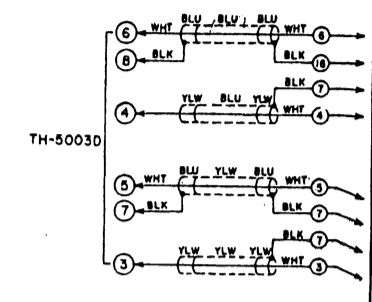 BLU BLU BLU
6 WHT WHT 6
8 BLK BLK 16
BLK 7
YLW BLU YLW
4 WHT 4
TH-5003D
BLU YLW BLU
5 WHT WHT 5
7 BLK BLK 7
BLK 7
YLW YLW YLW
3 WHT 3